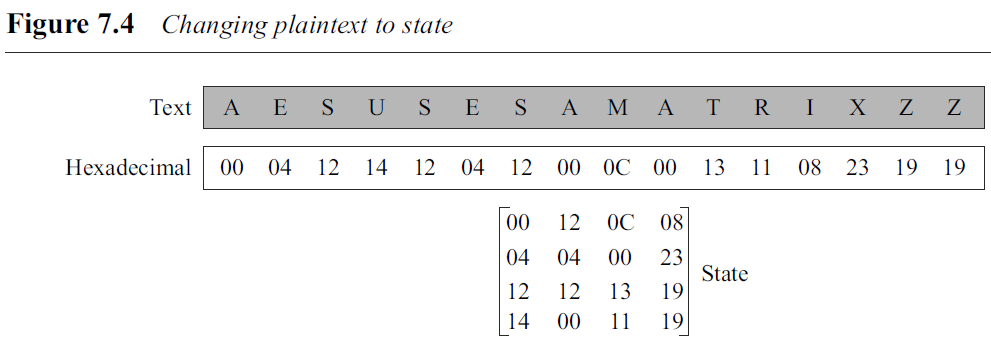 Figure 7.4 Changing plaintext to state
Text A E S U S E S A M A T R I X Z Z
Hexadecimal 00 04 12 14 12 04 12 00 0C 00 13 11 08 23 19 19
00 12 0C 08
04 04 00 23
State
12 12 13 19
14 00 11 19